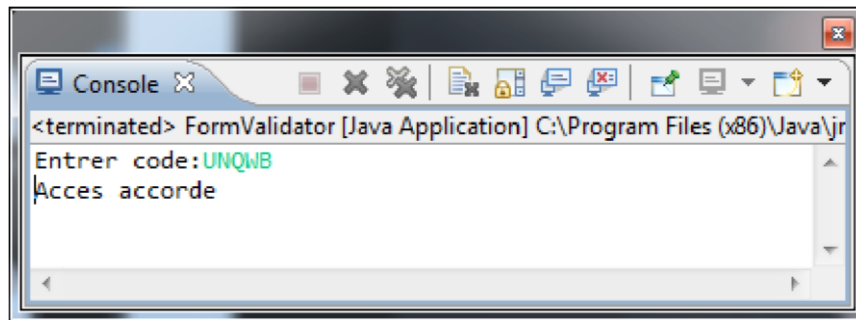 Console
<terminated> FormValidator [Java Application] C:\Program Files (x86)\Java\jr
Entrer code:UNQWB
Acces accorde